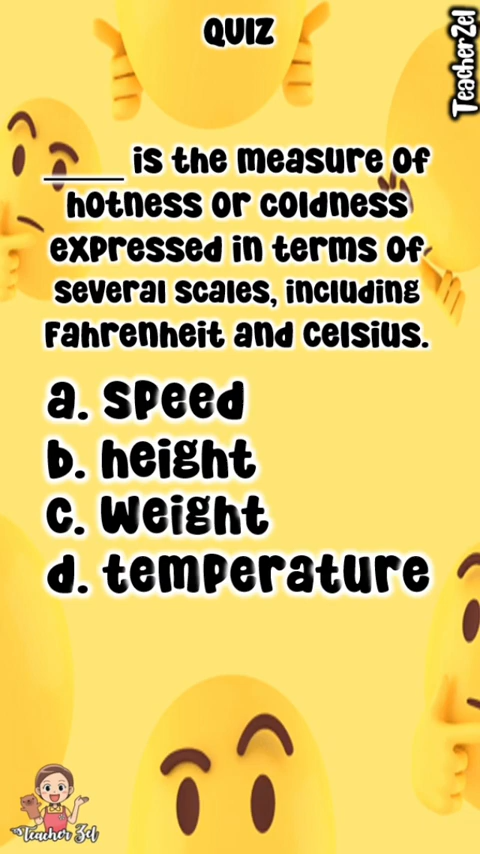 QUIZ
TeacherZel
____ is the measure of
hotness or coldness
expressed in terms of
several scales, including
Fahrenheit and Celsius.
a. speed
b. height
c. Weight
d. temperature
Teacher Zel